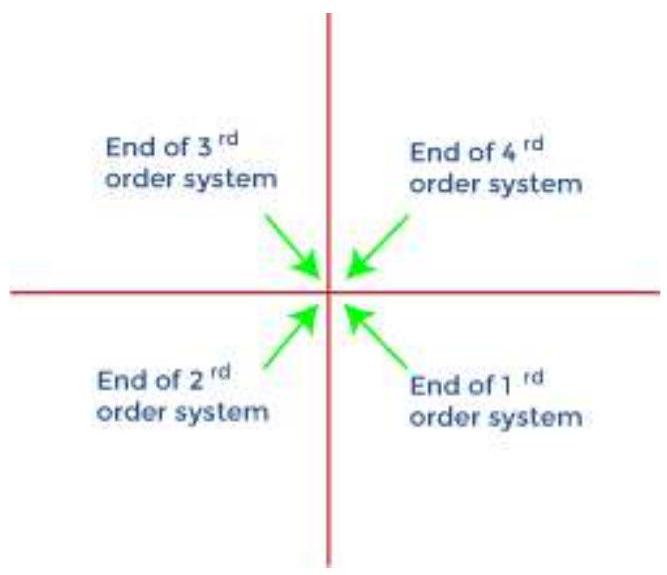 End of 3 rd
order system
End of 4 rd
order system
End of 2 rd
order system
End of 1 rd
order system